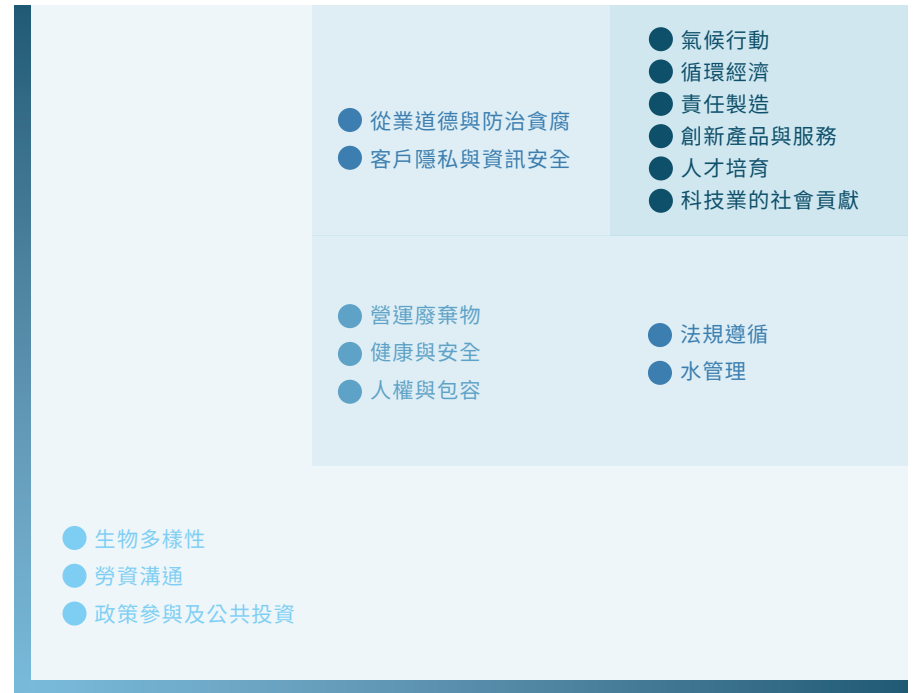 從業道德與防治貪腐
客戶隱私與資訊安全
氣候行動
循環經濟
責任製造
創新產品與服務
人才培育
科技業的社會貢獻
營運廢棄物
健康與安全
人權與包容
法規遵循
水管理
生物多樣性
勞資溝通
政策參與及公共投資